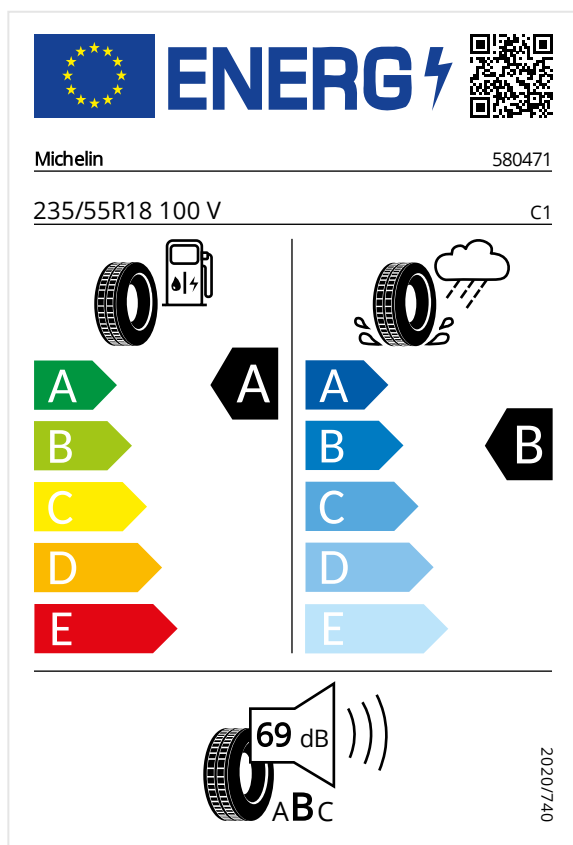 ENERG
Michelin 580471
235/55R18 100 V C1
A A A
B B B
C C
D D
E E
69 dB
ABC
2020/740